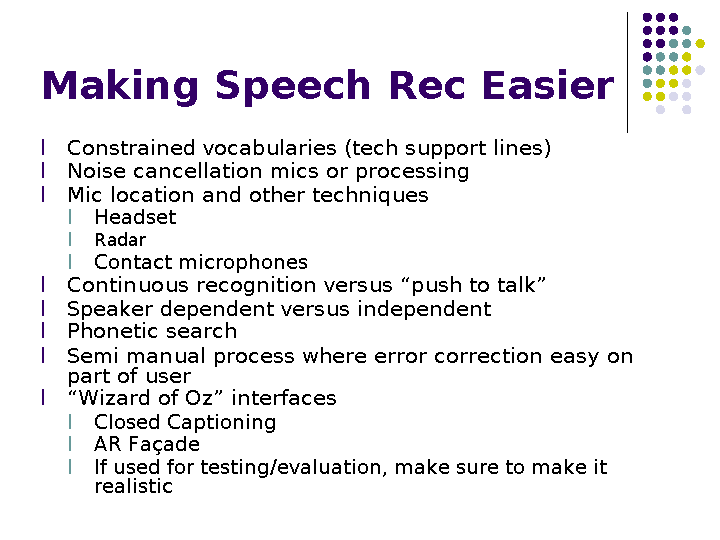 Making Speech Rec Easier
l Constrained vocabularies (tech support lines)
l Noise cancellation mics or processing
l Mic location and other techniques
l Headset
l Radar
l Contact microphones
l Continuous recognition versus “push to talk”
l Speaker dependent versus independent
l Phonetic search
l Semi manual process where error correction easy on
part of user
l “Wizard of Oz” interfaces
l Closed Captioning
l AR Façade
l If used for testing/evaluation, make sure to make it
realistic